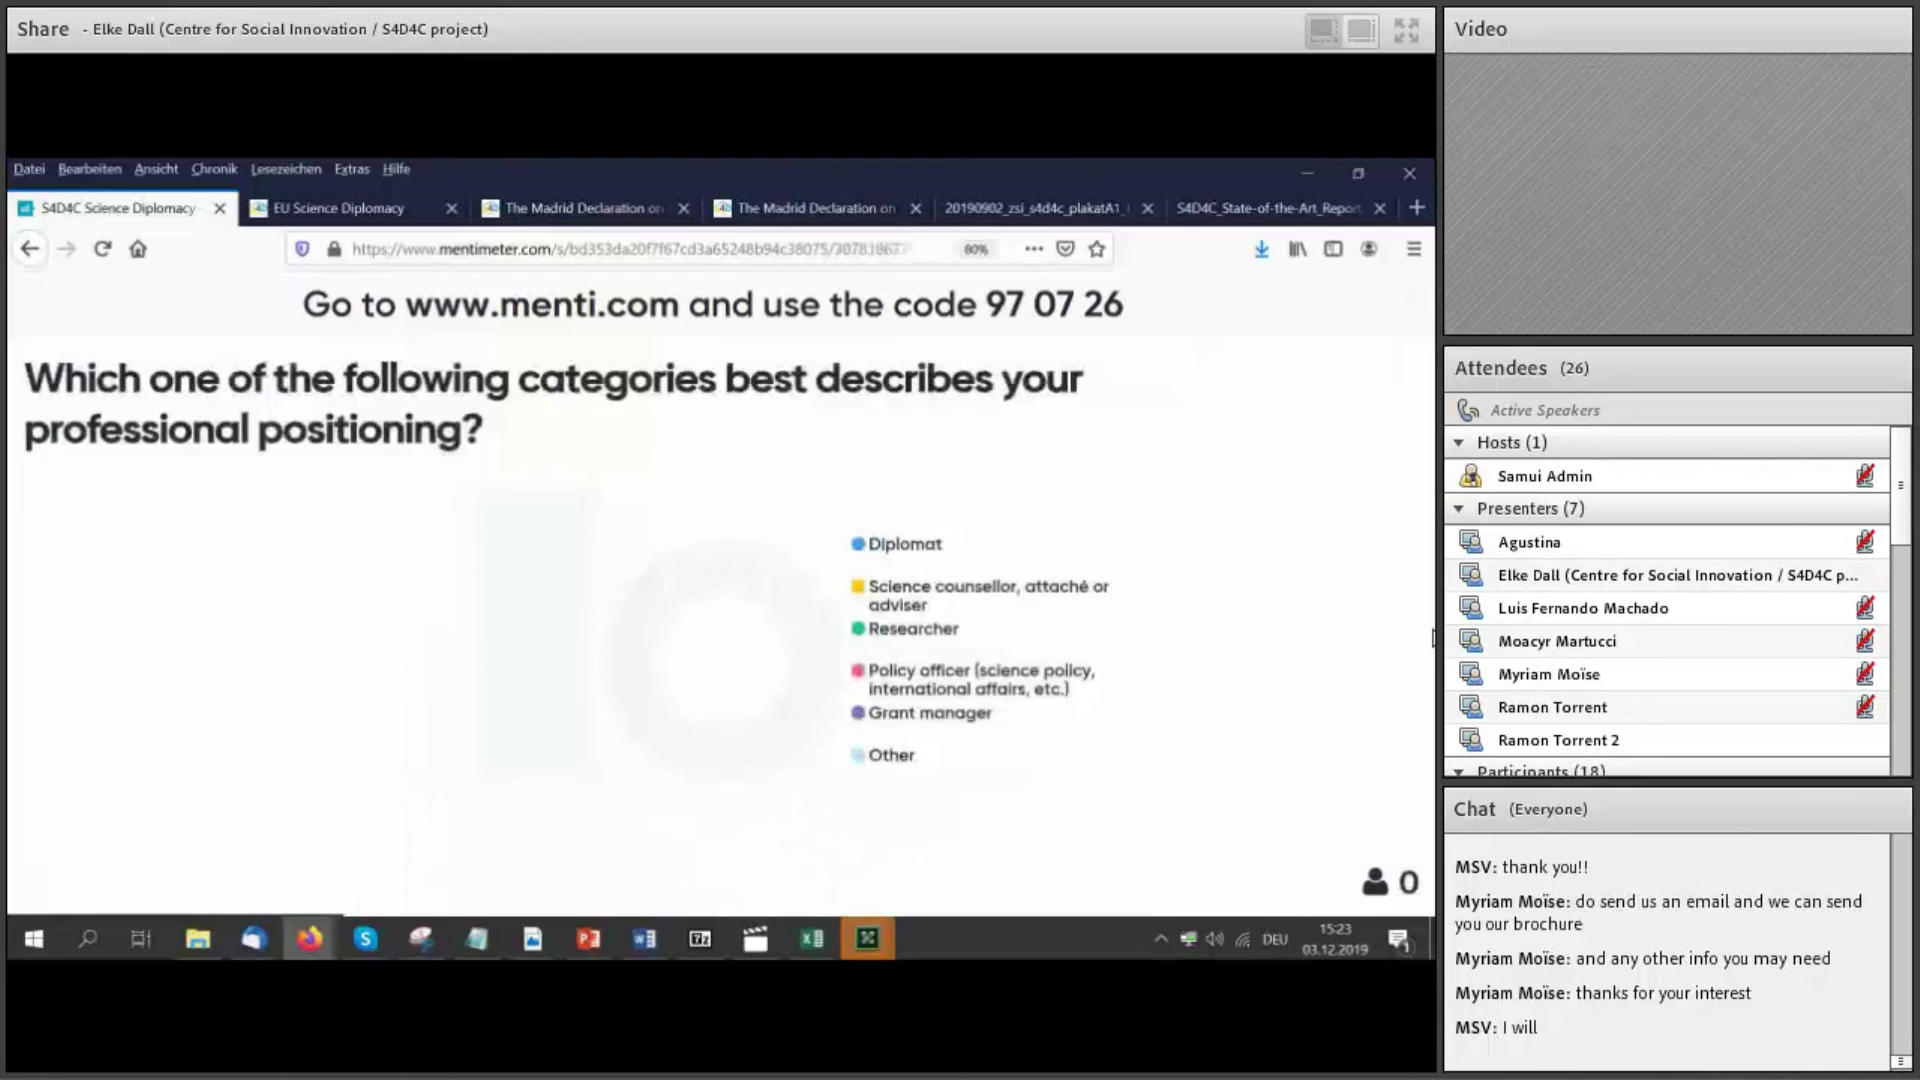 Share - Elke Dall (Centre for Social Innovation / S4D4C project)
Datei Bearbeiten Ansicht Chronik Lesezeichen Extras Hilfe
S4D4C Science Diplomacy EU Science Diplomacy The Madrid Declaration on The Madrid Declaration on 20190902_zsi_s4d4c_plakatA1_ S4D4C_State-of-the-Art_Report
https://www.mentimeter.com/s/bd353da20f7f67cd3a65248b94c38075/ 80%
Go to www.menti.com and use the code 97 07 26
Which one of the following categories best describes your
professional positioning?
Diplomat
Science counsellor, attaché or
adviser
Researcher
Policy officer (science policy,
international affairs, etc.)
Grant manager
Other
0
DEU
15:23
03.12.2019
1
Video
Attendees (26)
Active Speakers
Hosts (1)
Samui Admin
Presenters (7)
Agustina
Elke Dall (Centre for Social Innovation / S4D4C p...
Luis Fernando Machado
Moacyr Martucci
Myriam Moïse
Ramon Torrent
Ramon Torrent 2
Participants (18)
Chat (Everyone)
MSV: thank you!!
Myriam Moïse: do send us an email and we can send
you our brochure
Myriam Moïse: and any other info you may need
Myriam Moïse: thanks for your interest
MSV: I will